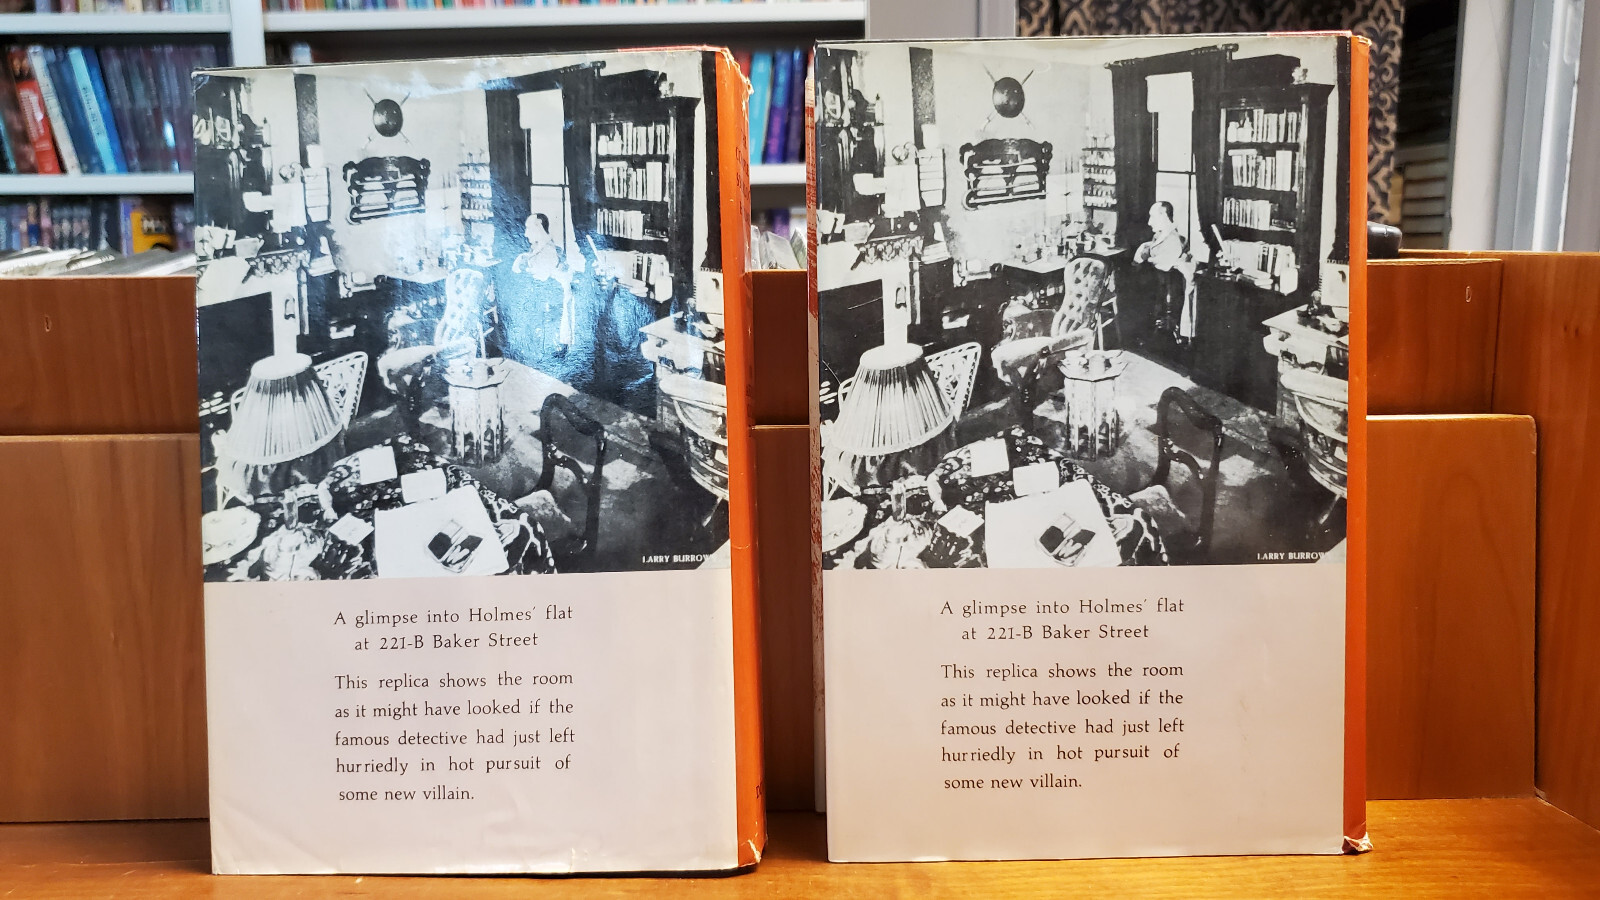 LARRY BURROW
A glimpse into Holmes' flat
at 221-B Baker Street
This replica shows the room
as it might have looked if the
famous detective had just left
hurriedly in hot pursuit of
some new villain.
LARRY BURROW
A glimpse into Holmes' flat
at 221-B Baker Street
This replica shows the room
as it might have looked if the
famous detective had just left
hurriedly in hot pursuit of
some new villain.